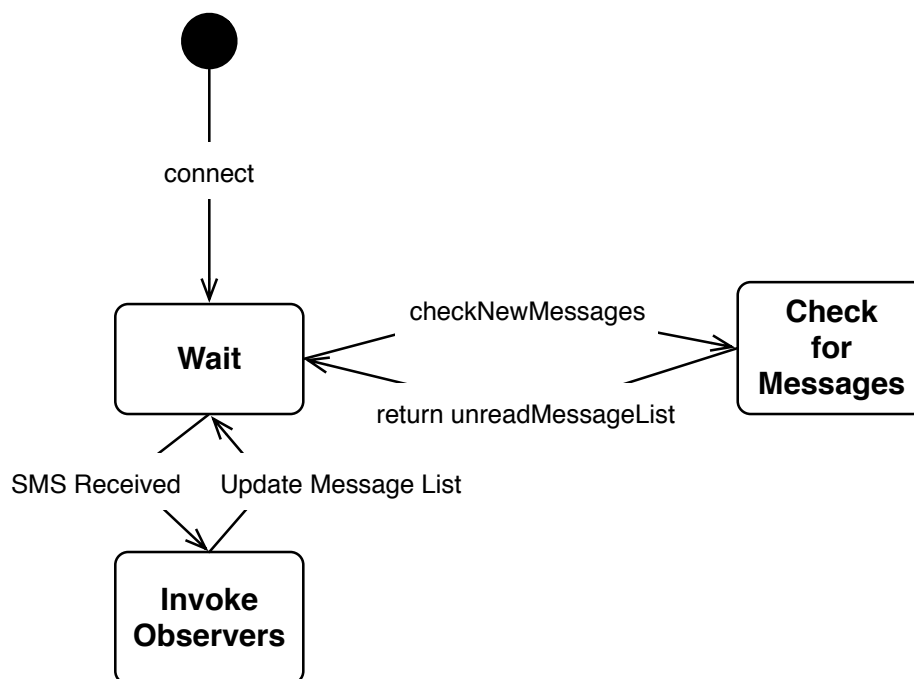 connect
checkNewMessages
Check
for
Messages
Wait
return unreadMessageList
SMS Received
Update Message List
Invoke
Observers